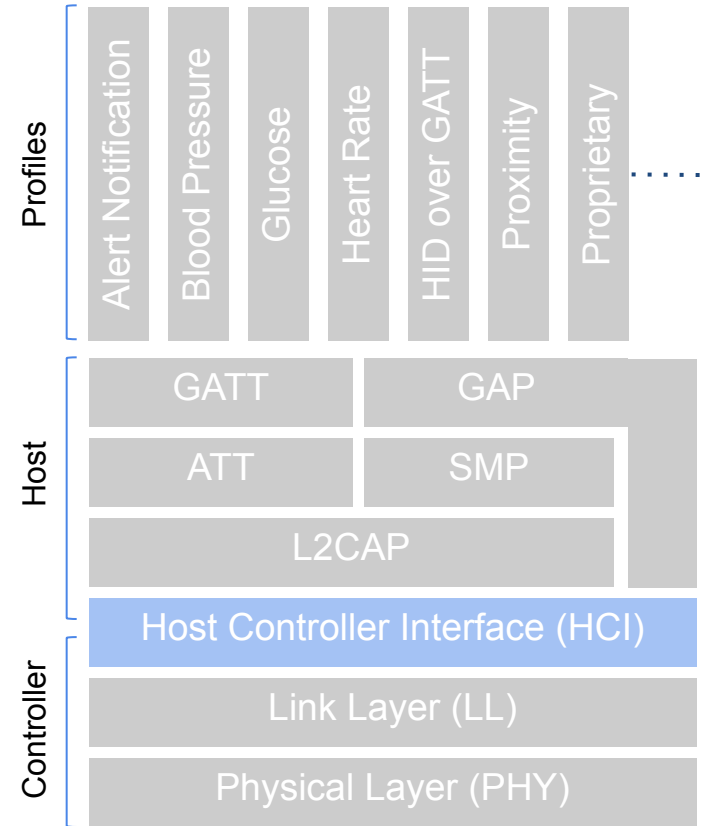 Profiles
Alert Notification
Blood Pressure
Glucose
Heart Rate
HID over GATT
Proximity
Proprietary
Host
GATT
GAP
ATT
SMP
L2CAP
Host Controller Interface (HCI)
Controller
Link Layer (LL)
Physical Layer (PHY)